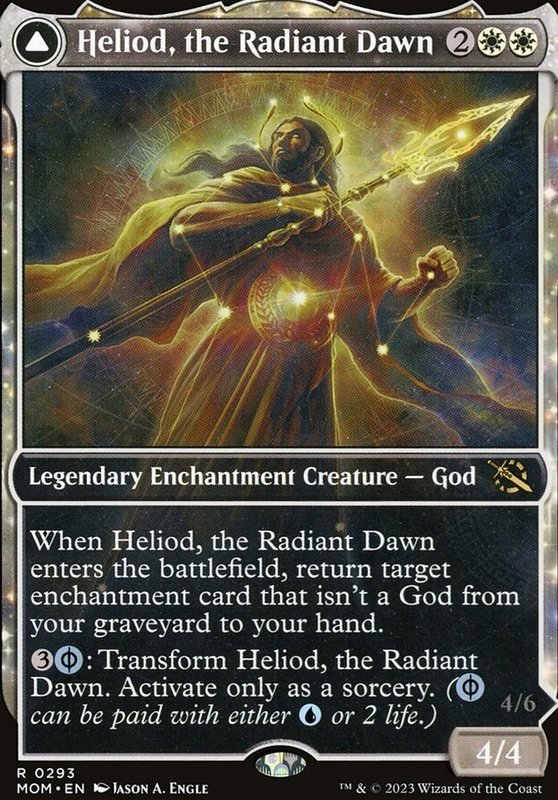 Heliod, the Radiant Dawn 2
Legendary Enchantment Creature — God
When Heliod, the Radiant Dawn
enters the battlefield, return target
enchantment card that isn't a God from
your graveyard to your hand.
3: Transform Heliod, the Radiant
Dawn. Activate only as a sorcery. (
can be paid with either or 2 life.)
4/6
4/4
R 0293
MOM • EN Jason A. Engle
™ & © 2023 Wizards of the Coast